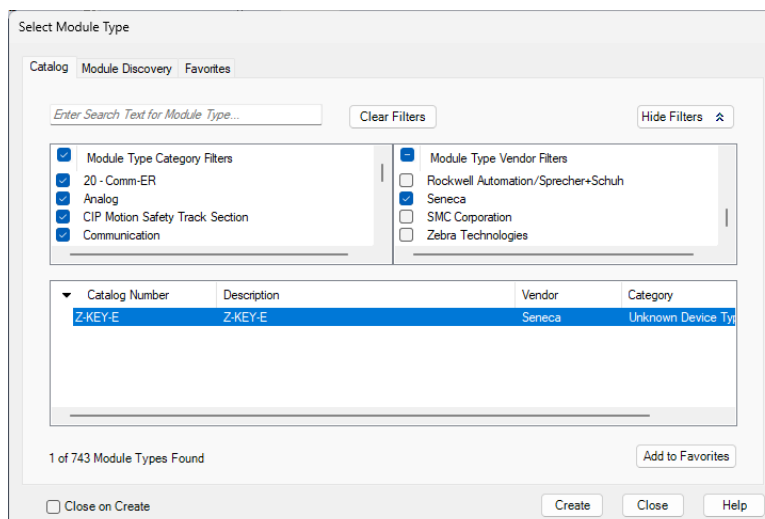 Select Module Type
Catalog Module Discovery Favorites
Enter Search Text for Module Type...
Clear Filters
Hide Filters
Module Type Category Filters
20 - Comm-ER
Analog
CIP Motion Safety Track Section
Communication
Module Type Vendor Filters
Rockwell Automation/Sprecher+Schuh
Seneca
SMC Corporation
Zebra Technologies
Catalog Number Description Vendor Category
Z-KEY-E Z-KEY-E Seneca Unknown Device Typ
1 of 743 Module Types Found
Add to Favorites
Close on Create
Create Close Help